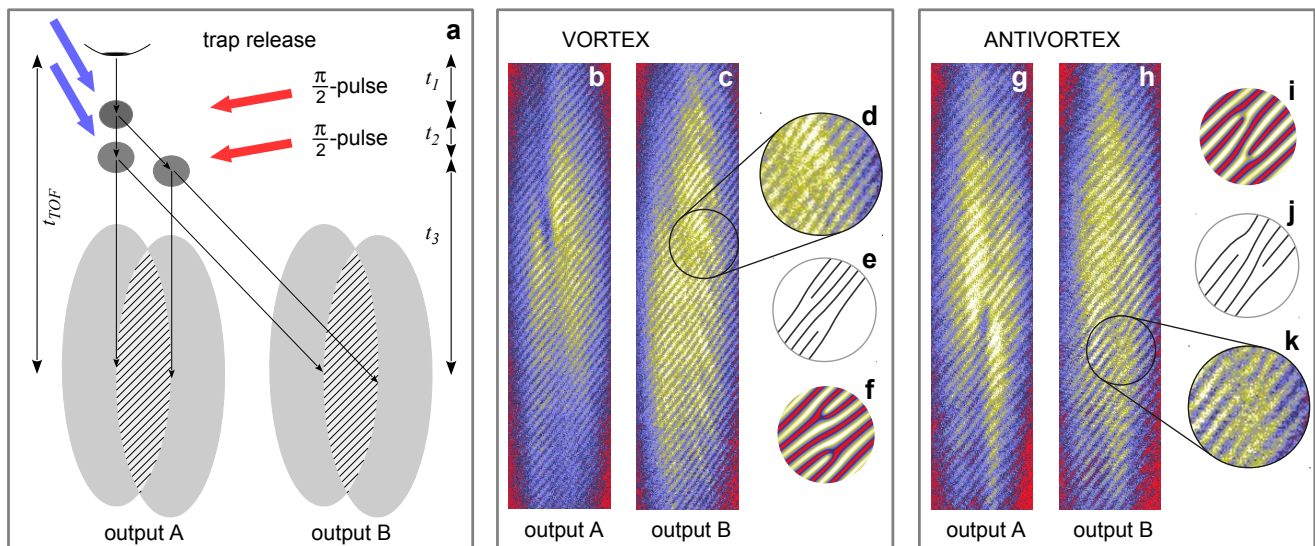 trap release
a
π/2-pulse
π/2-pulse
t1
t2
t3
tTOF
output A
output B
VORTEX
b
c
d
e
f
output A
output B
ANTIVORTEX
g
h
i
j
k
output A
output B